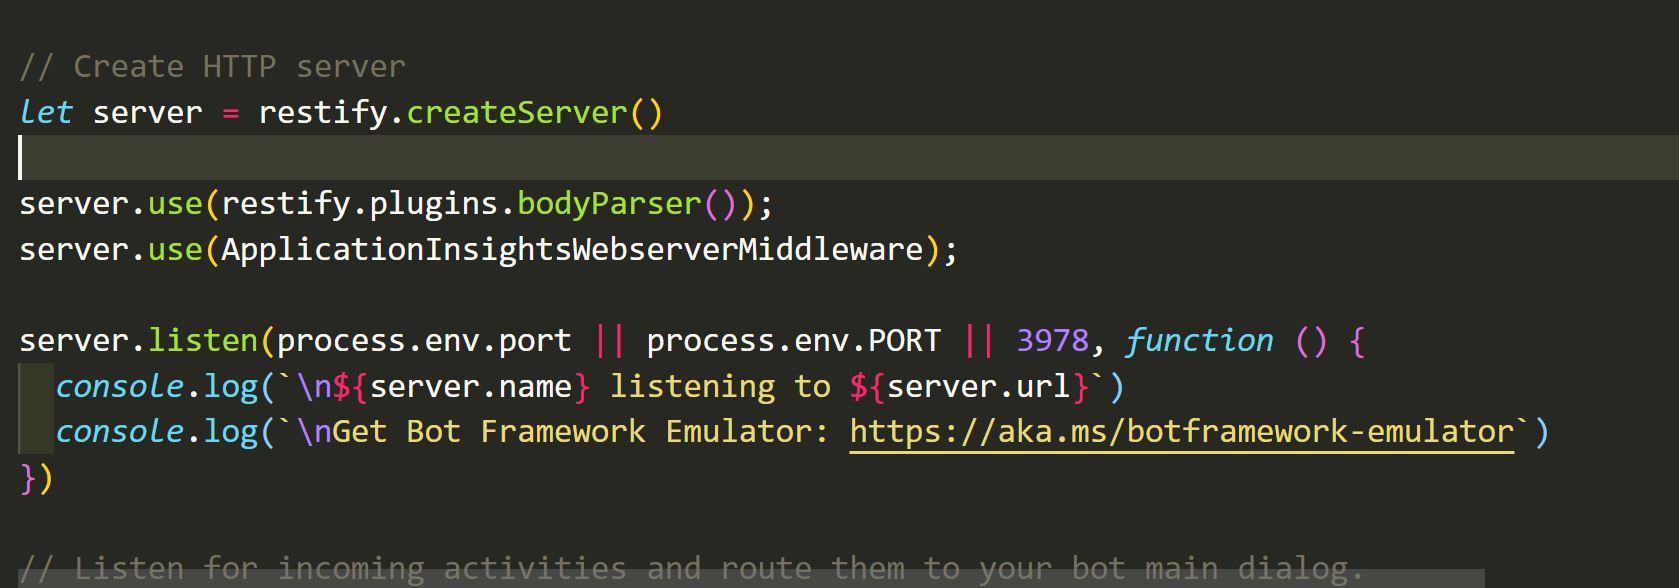 // Create HTTP server
let server = restify.createServer()
server.use(restify.plugins.bodyParser());
server.use(ApplicationInsightsWebserverMiddleware);
server.listen(process.env.port || process.env.PORT || 3978, function () {
console.log(`\n${server.name} listening to ${server.url}`)
console.log(`\nGet Bot Framework Emulator: https://aka.ms/botframework-emulator`)
})
// Listen for incoming activities and route them to your bot main dialog.